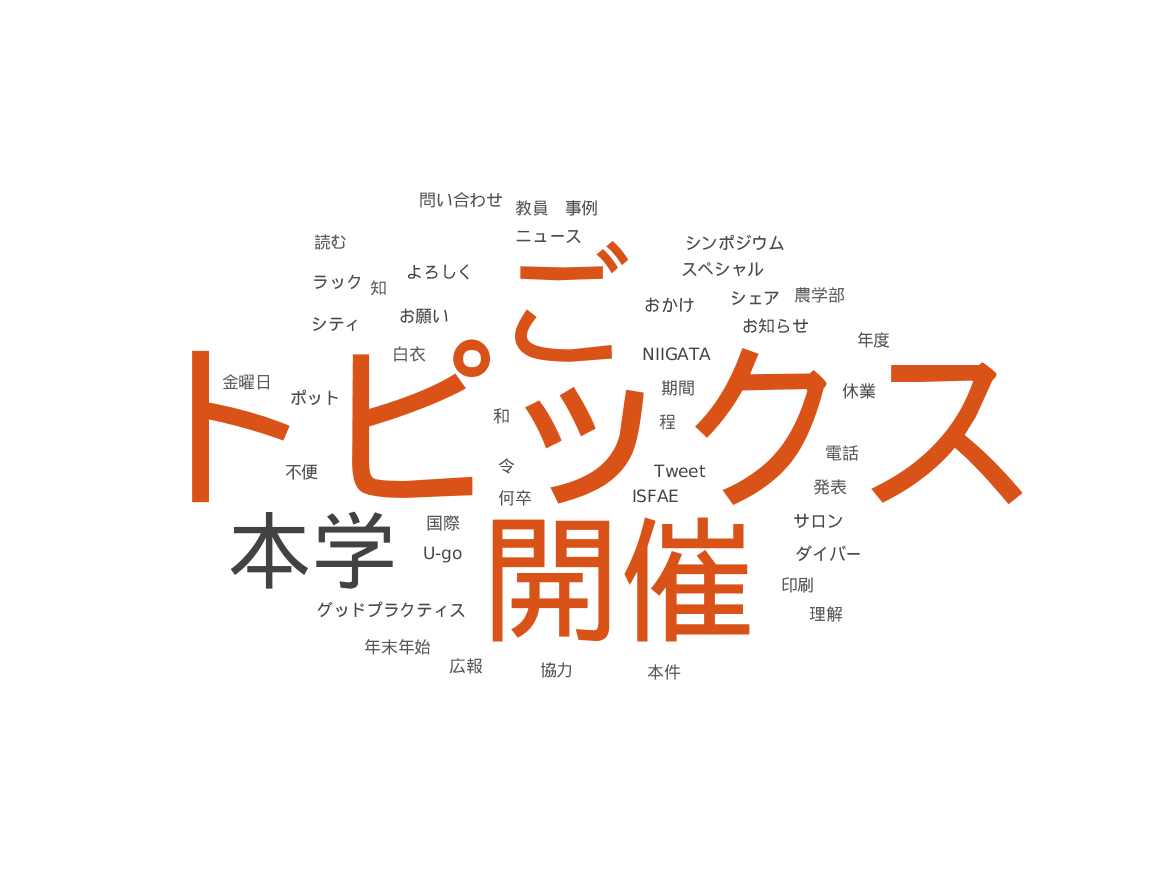 問い合わせ
教員
事例
ニュース
読む
シンポジウム
よろしく
スペシャル
ラック
知
ご
シェア
農学部
おかけ
お願い
シティ
お知らせ
年度
白衣
NIIGATA
金曜日
ポット
期間
休業
トピックス
和
程
不便
令
Tweet
電話
何卒
ISFAE
発表
本学
国際
サロン
U-go
開催
ダイバー
印刷
グッドプラクティス
理解
年末年始
広報
協力
本件